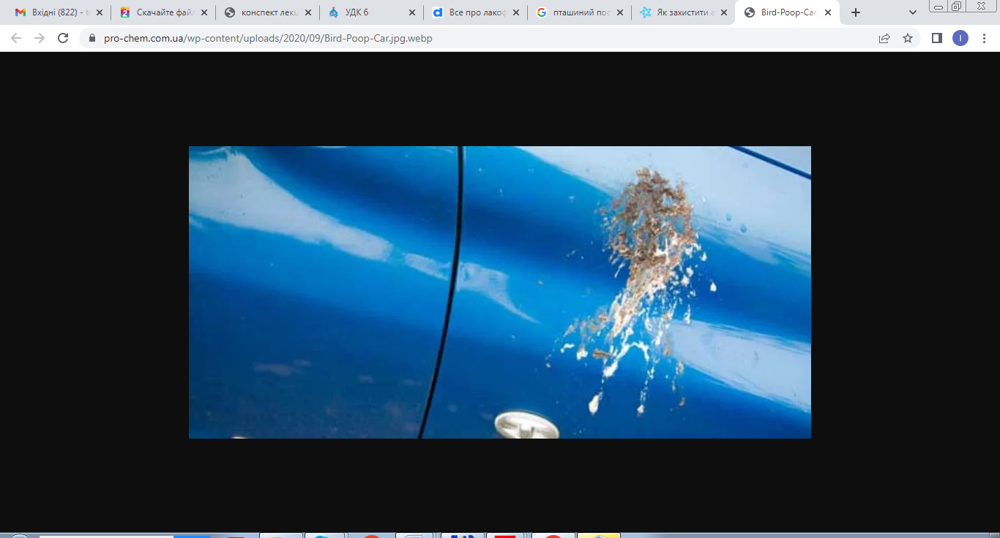 Вхідні (822) - t
Скачайте фай
конспект лекц
УДК 6
Все про лакоф
пташиний пос
Як захистити а
Bird-Poop-Car
pro-chem.com.ua/wp-content/uploads/2020/09/Bird-Poop-Car.jpg.webp
I